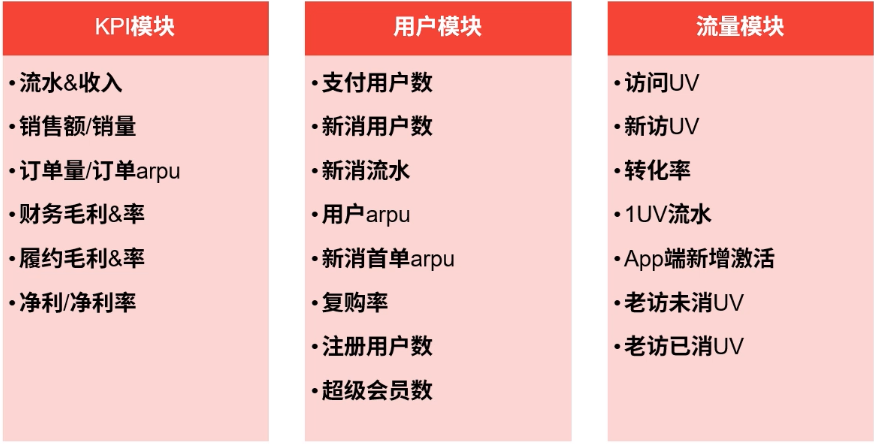 KPI模块
•流水&收入
•销售额/销量
•订单量/订单arpu
•财务毛利&率
•履约毛利&率
•净利/净利率
用户模块
•支付用户数
•新消用户数
•新消流水
•用户arpu
•新消首单arpu
•复购率
•注册用户数
•超级会员数
流量模块
•访问UV
•新访UV
•转化率
•1UV流水
•App端新增激活
•老访未消UV
•老访已消UV